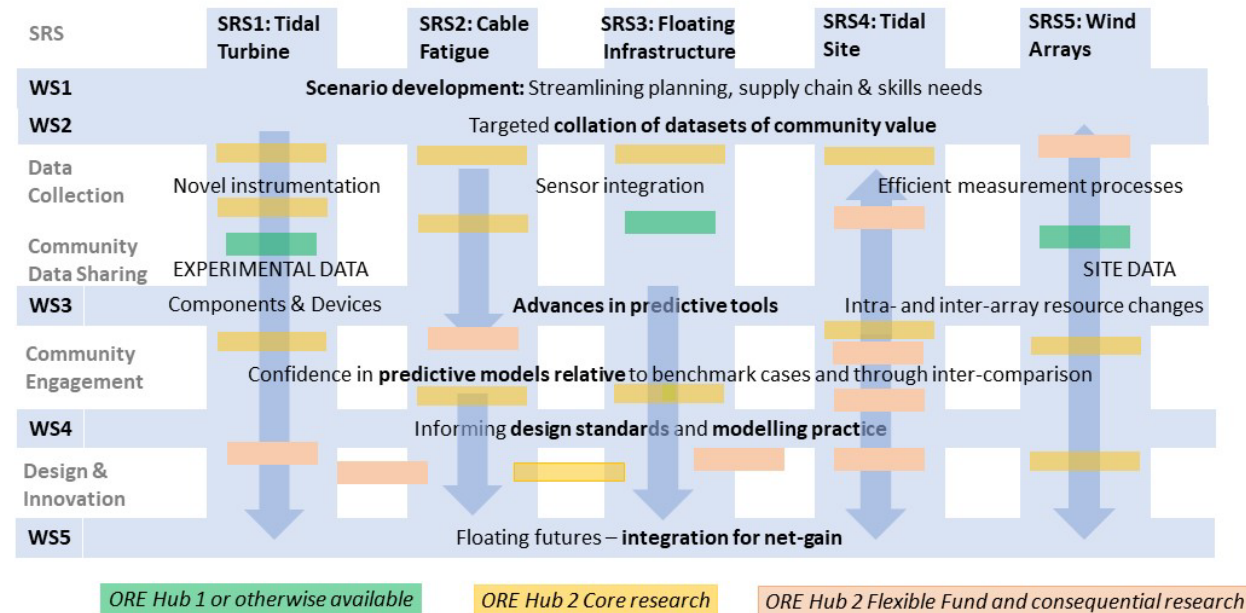 SRS
SRS1: Tidal
Turbine
SRS2: Cable
Fatigue
SRS3: Floating
Infrastructure
SRS4: Tidal
Site
SRS5: Wind
Arrays
WS1
Scenario development: Streamlining planning, supply chain & skills needs
WS2
Targeted collation of datasets of community value
Data
Collection
Novel instrumentation
Sensor integration
Efficient measurement processes
Community
Data Sharing
EXPERIMENTAL DATA
SITE DATA
WS3
Components & Devices
Advances in predictive tools
Intra- and inter-array resource changes
Community
Engagement
Confidence in predictive models relative to benchmark cases and through inter-comparison
WS4
Informing design standards and modelling practice
Design &
Innovation
WS5
Floating futures – integration for net-gain
ORE Hub 1 or otherwise available
ORE Hub 2 Core research
ORE Hub 2 Flexible Fund and consequential research